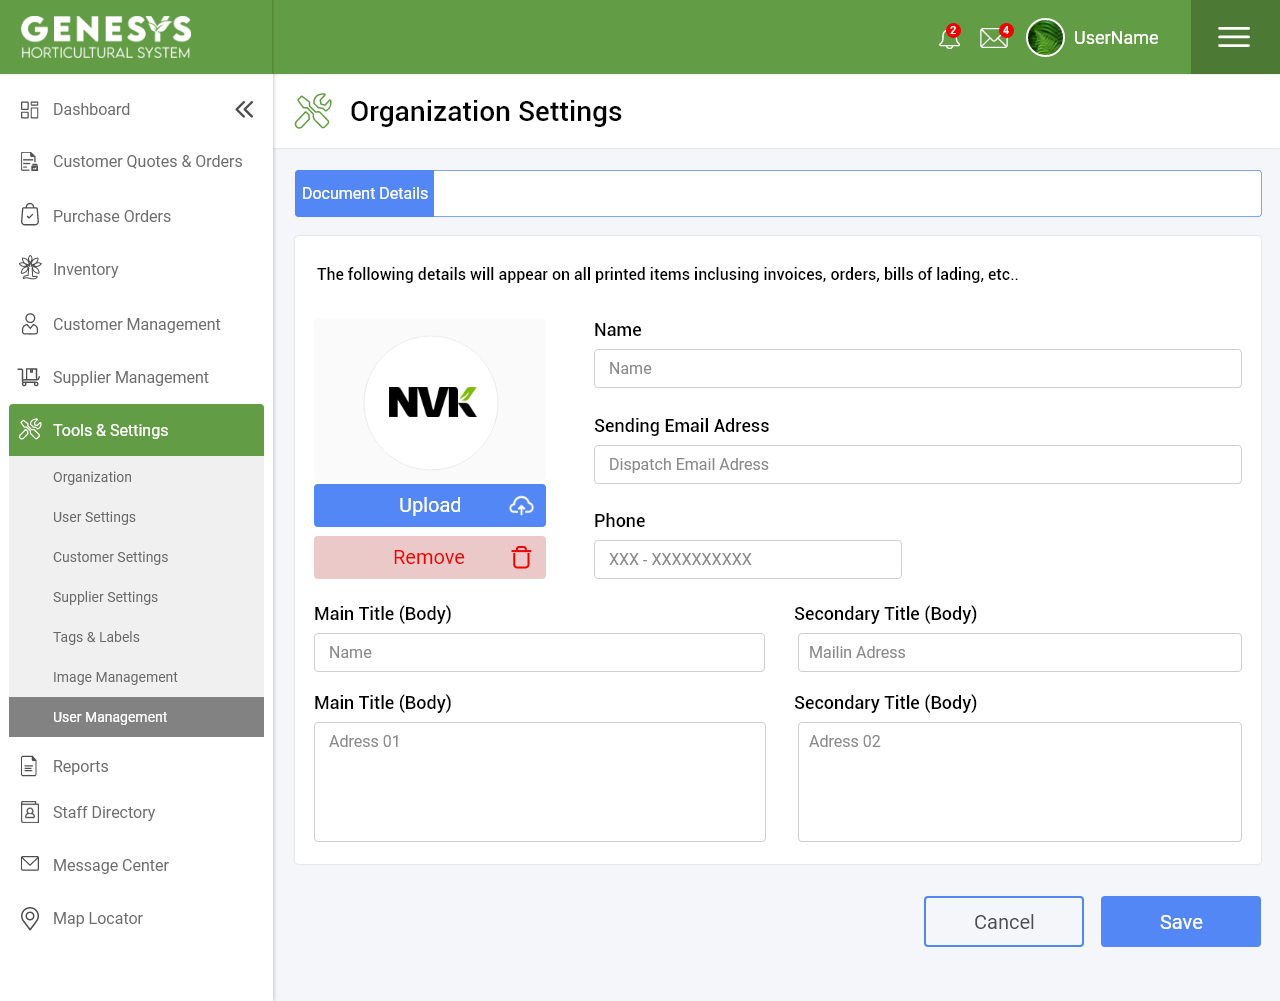 GENESYS
HORTICULTURAL SYSTEM
2
4
UserName
Dashboard
Customer Quotes & Orders
Purchase Orders
Inventory
Customer Management
Supplier Management
Tools & Settings
Organization
User Settings
Customer Settings
Supplier Settings
Tags & Labels
Image Management
User Management
Reports
Staff Directory
Message Center
Map Locator
Organization Settings
Document Details
The following details will appear on all printed items inclusing invoices, orders, bills of lading, etc..
NVK
Upload
Remove
Name
Name
Sending Email Adress
Dispatch Email Adress
Phone
XXX - XXXXXXXXXX
Main Title (Body)
Secondary Title (Body)
Name
Mailin Adress
Main Title (Body)
Secondary Title (Body)
Adress 01
Adress 02
Cancel
Save